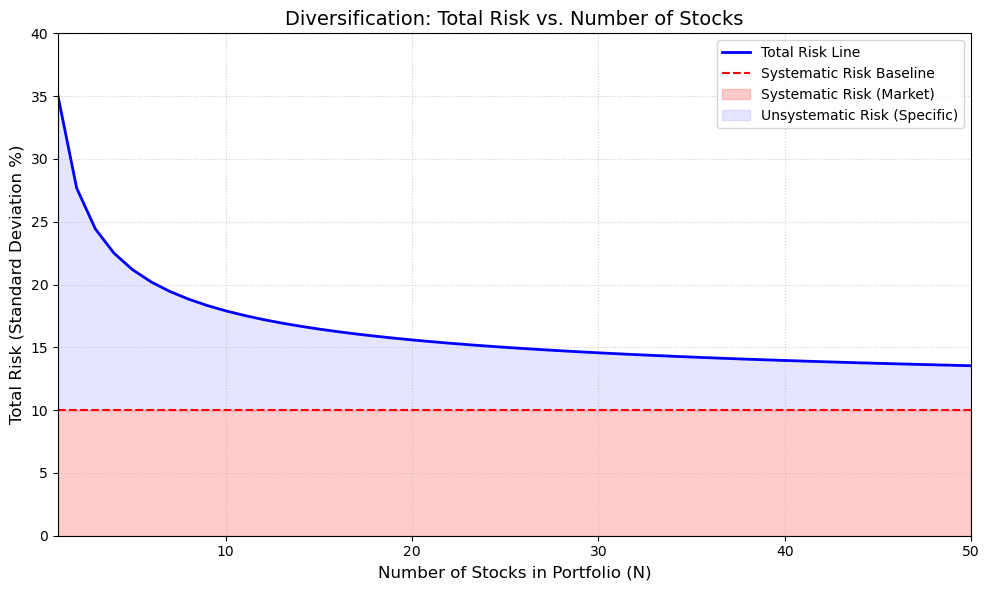 Diversification: Total Risk vs. Number of Stocks
Total Risk (Standard Deviation %)
40
35
30
25
20
15
10
5
0
Total Risk Line
Systematic Risk Baseline
Systematic Risk (Market)
Unsystematic Risk (Specific)
10 20 30 40 50
Number of Stocks in Portfolio (N)